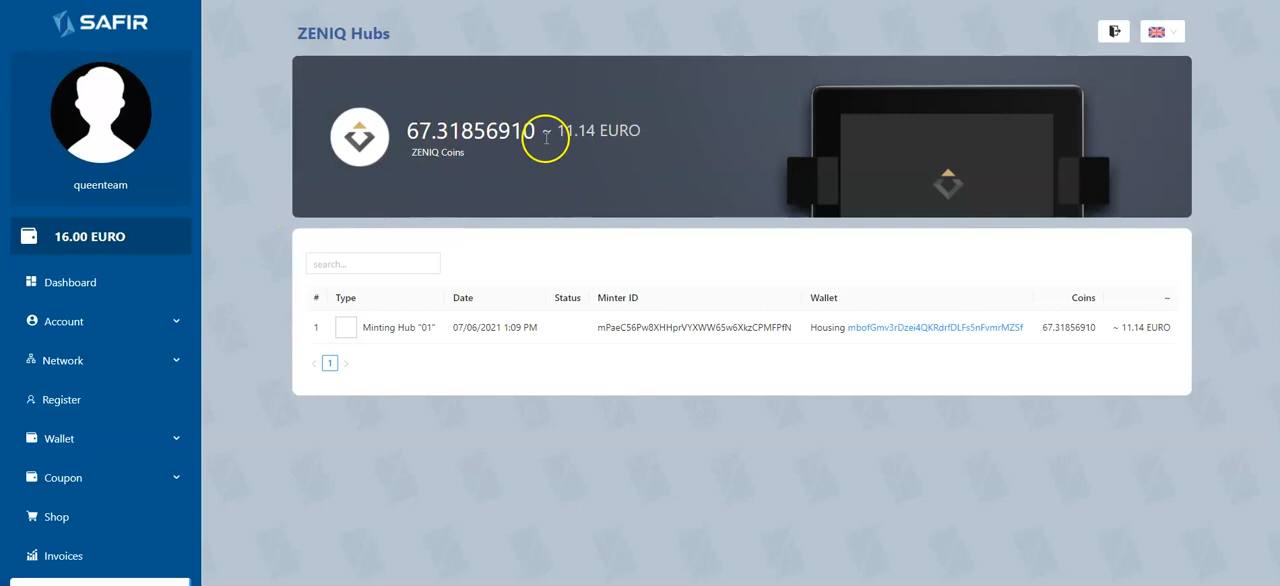 SAFIR
queenteam
16.00 EURO
Dashboard
Account
Network
Register
Wallet
Coupon
Shop
Invoices
ZENIQ Hubs
67.31856910 ~ 11.14 EURO
ZENIQ Coins
search...
# Type Date Status Minter ID Wallet Coins ~
1 Minting Hub "01" 07/06/2021 1:09 PM mPaeC56Pw8XHHprVYXWW65w6XkzCPMFPfN Housing mbofGmv3rDzei4QKRdrfDLFs5nFvmrMZSf 67.31856910 ~ 11.14 EURO
< 1 >